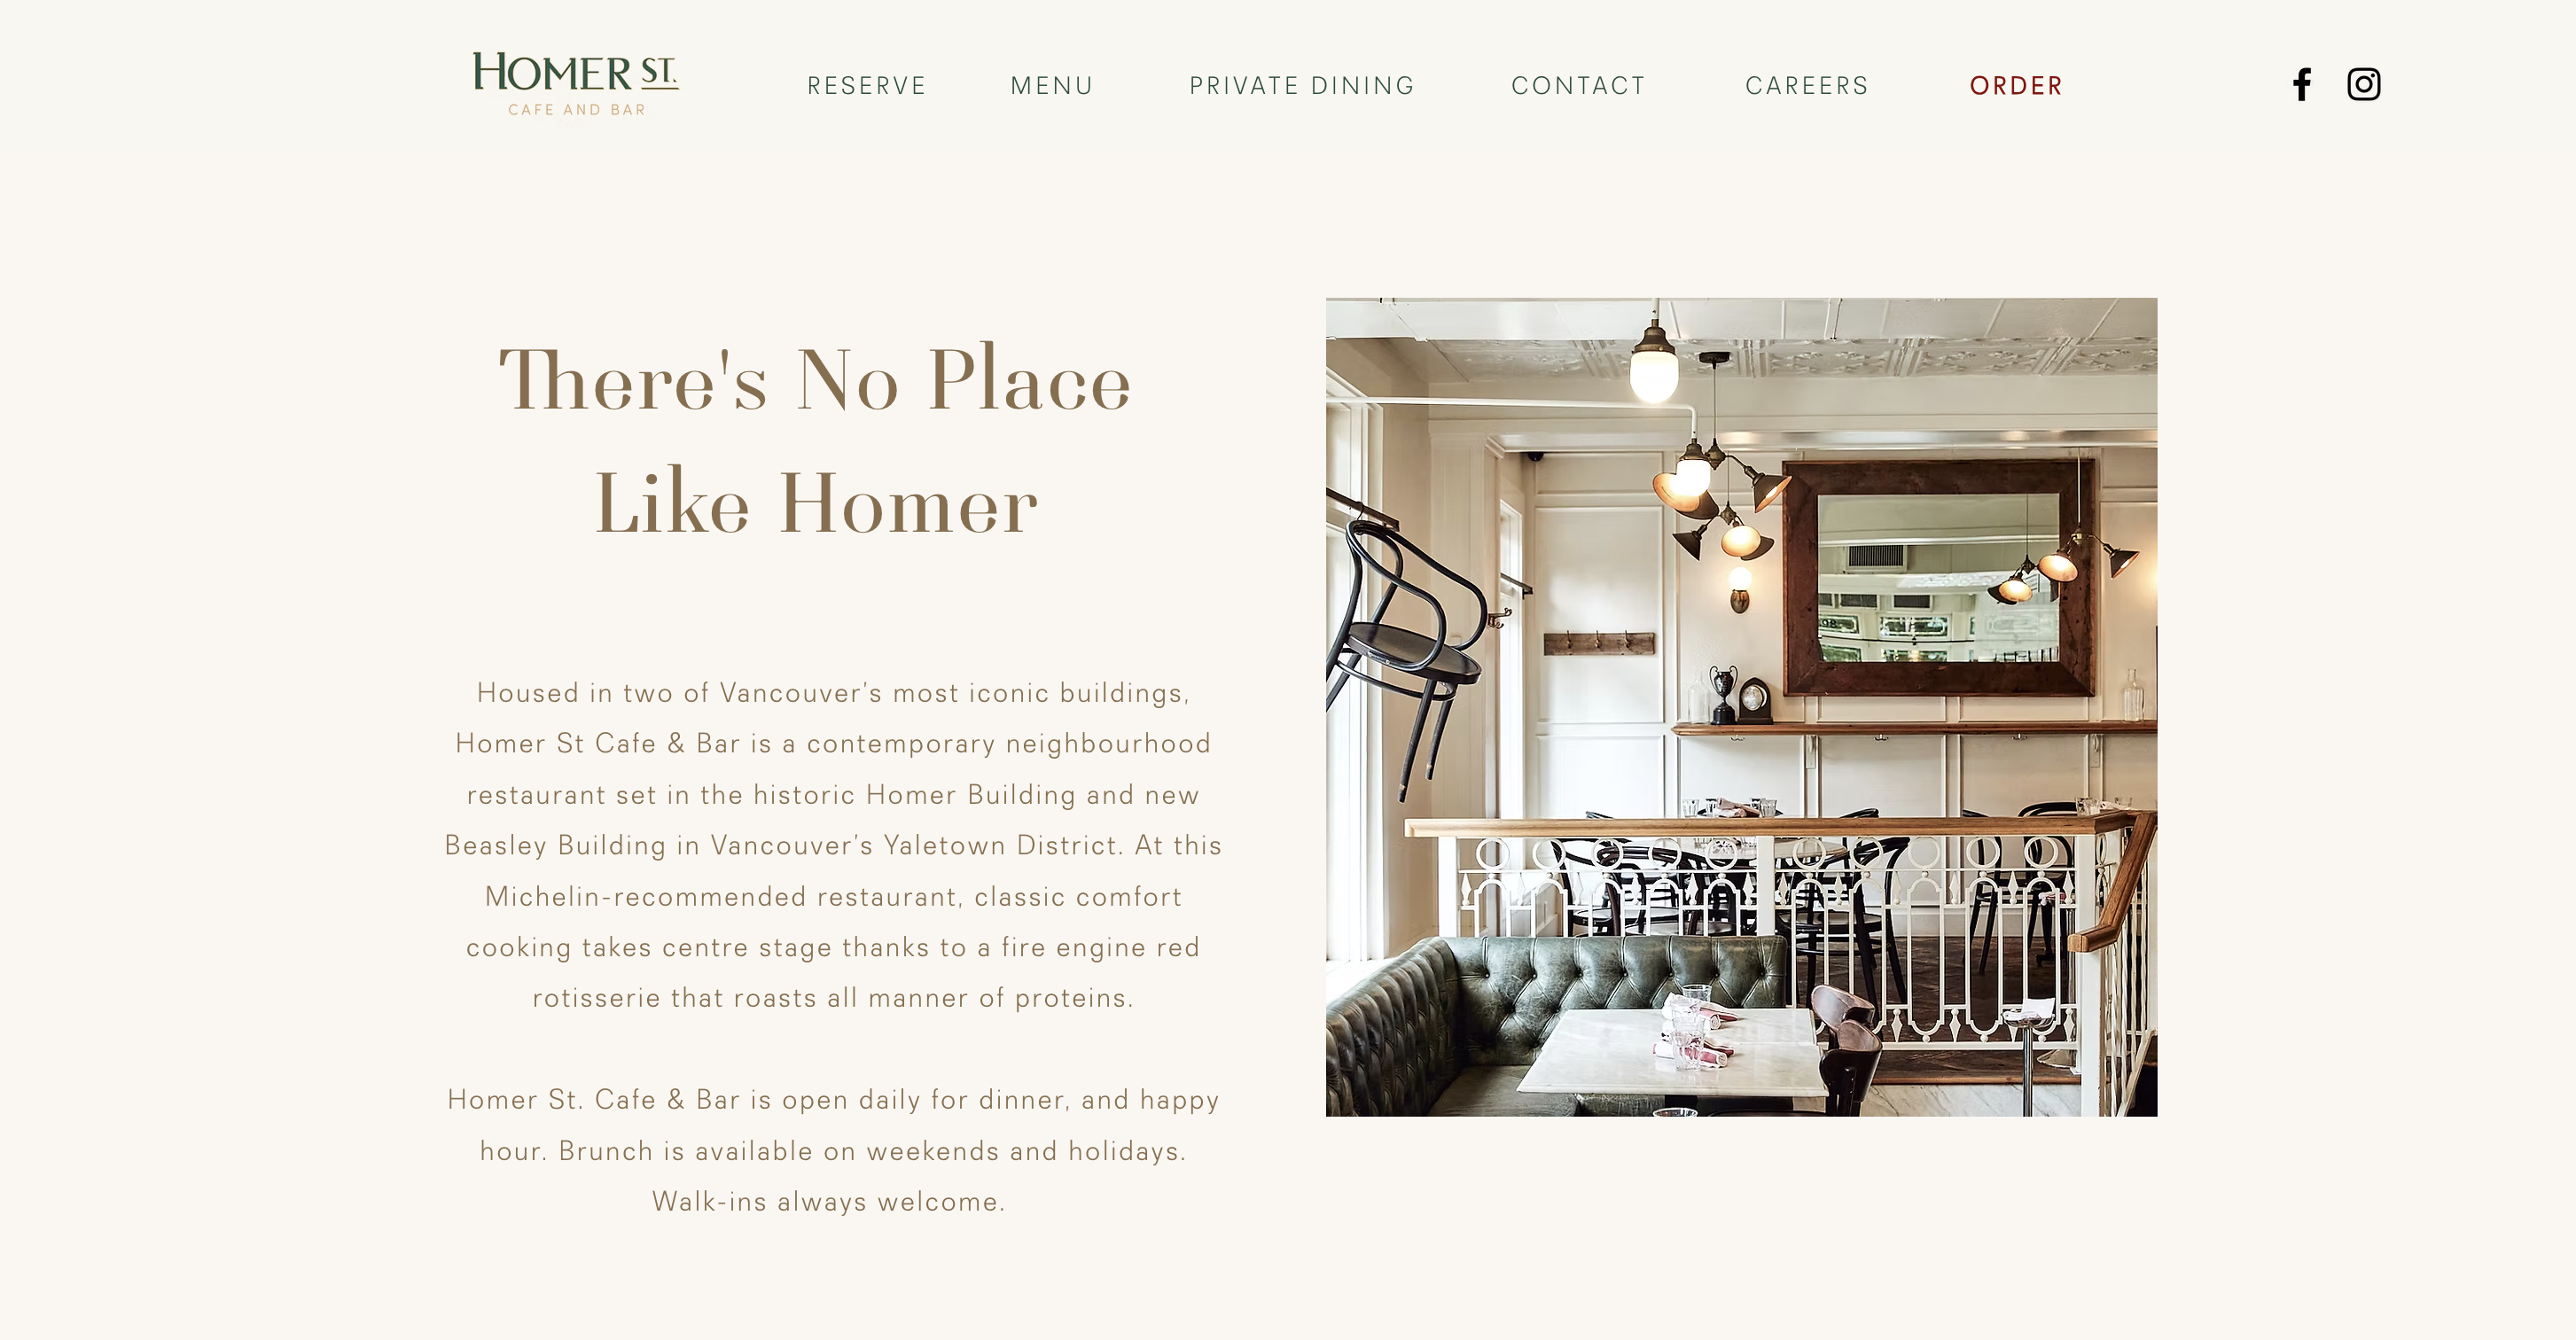 HOMER ST.
CAFE AND BAR
RESERVE
MENU
PRIVATE DINING
CONTACT
CAREERS
ORDER
There's No Place
Like Homer
Housed in two of Vancouver’s most iconic buildings,
Homer St Cafe & Bar is a contemporary neighbourhood
restaurant set in the historic Homer Building and new
Beasley Building in Vancouver’s Yaletown District. At this
Michelin-recommended restaurant, classic comfort
cooking takes centre stage thanks to a fire engine red
rotisserie that roasts all manner of proteins.
Homer St. Cafe & Bar is open daily for dinner, and happy
hour. Brunch is available on weekends and holidays.
Walk-ins always welcome.